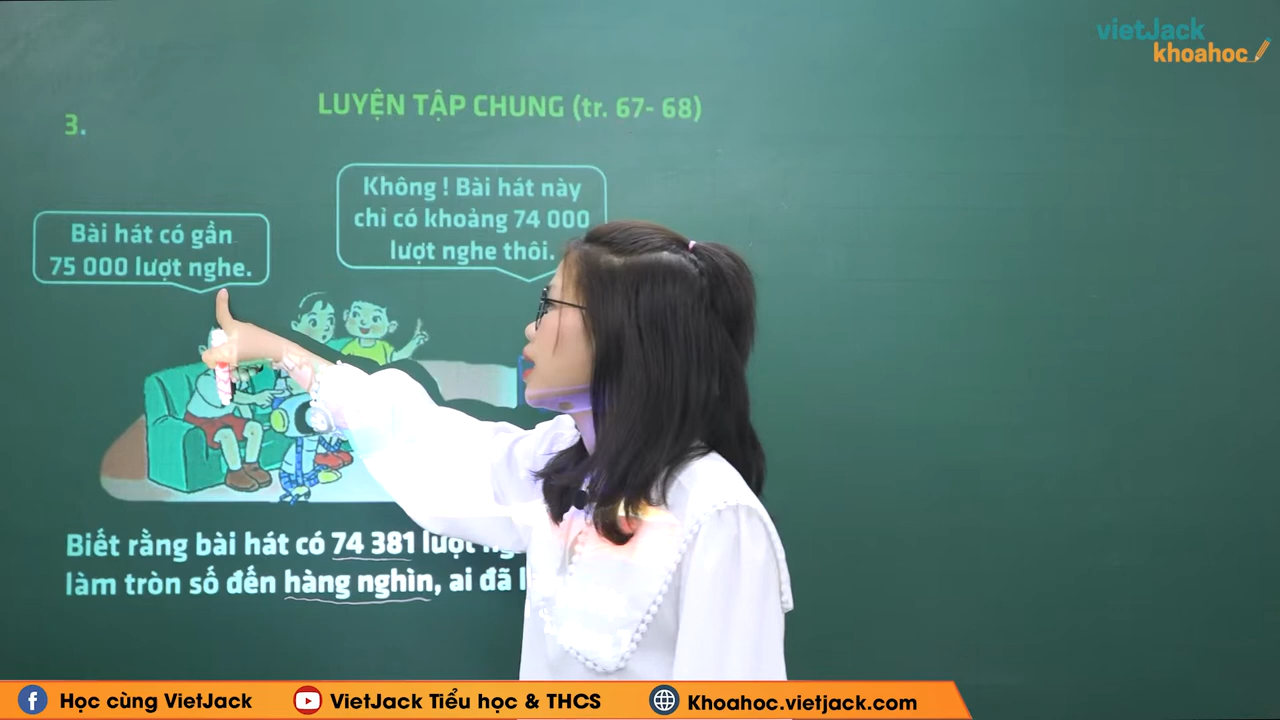 vietJack
khoahoc
LUYỆN TẬP CHUNG (tr. 67- 68)
3.
Không ! Bài hát này
chỉ có khoảng 74 000
lượt nghe thôi.
Bài hát có gần
75 000 lượt nghe.
Biết rằng bài hát có 74 381 lượt
làm tròn số đến hàng nghìn, ai đã
Học cùng VietJack
VietJack Tiểu học & THCS
Khoahoc.vietjack.com